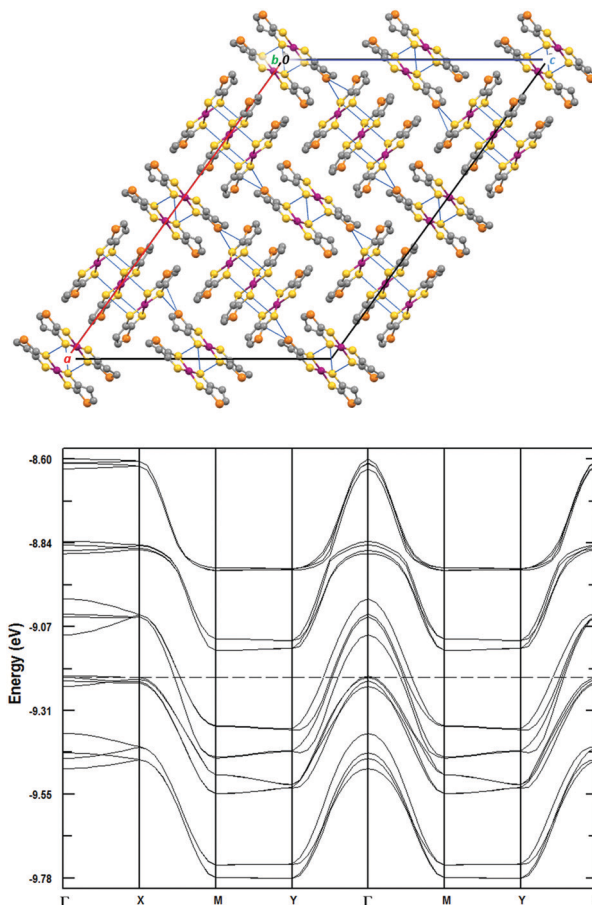 b 0 c
a
-8.60
-8.84
-9.07
-9.31
-9.55
-9.78
Energy (eV)
Γ X M Y Γ M Y